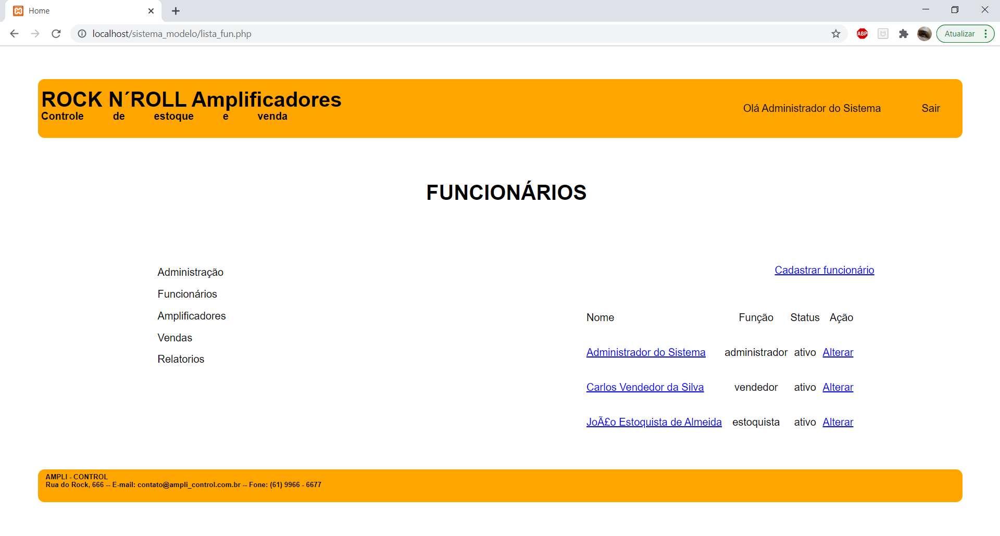 Home
localhost/sistema_modelo/lista_fun.php
ABP
Atualizar
ROCK N´ROLL Amplificadores
Controle de estoque e venda
Olá Administrador do Sistema Sair
FUNCIONÁRIOS
Administração
Funcionários
Amplificadores
Vendas
Relatorios
Cadastrar funcionário
Nome Função Status Ação
Administrador do Sistema administrador ativo Alterar
Carlos Vendedor da Silva vendedor ativo Alterar
JoÃ£o Estoquista de Almeida estoquista ativo Alterar
AMPLI - CONTROL
Rua do Rock, 666 -- E-mail: contato@ampli_control.com.br -- Fone: (61) 9966 - 6677